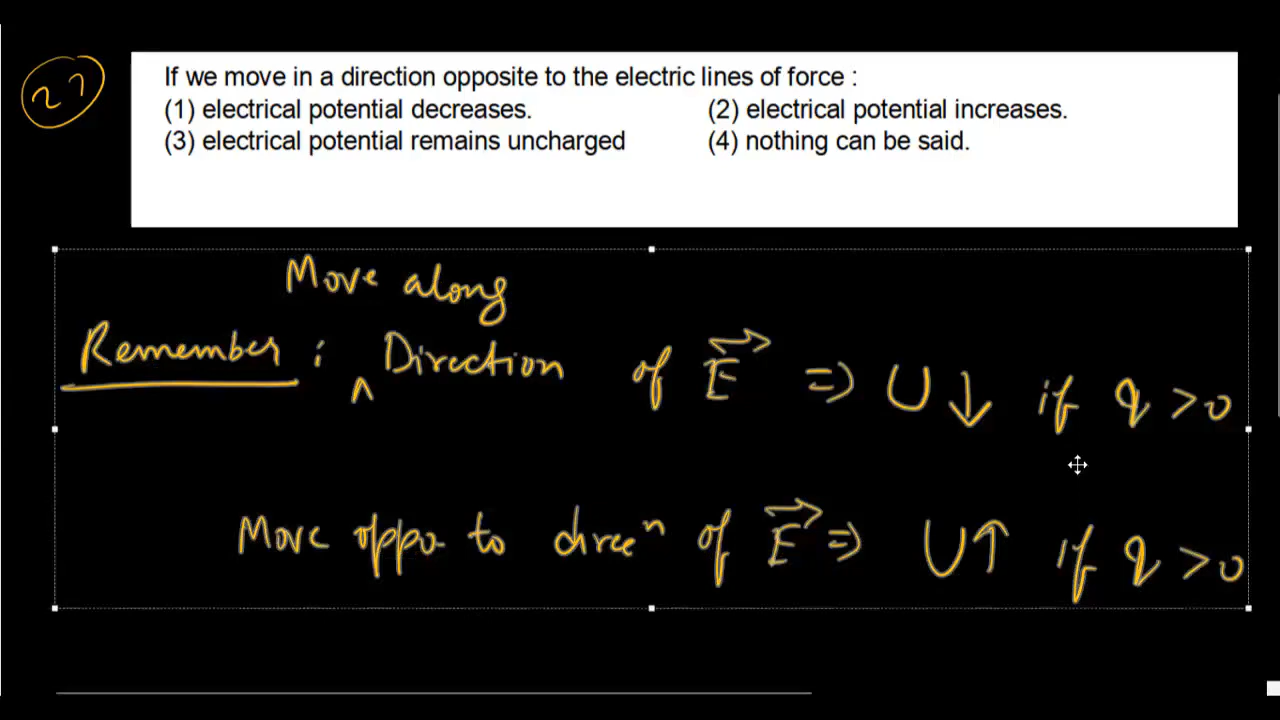 27
If we move in a direction opposite to the electric lines of force :
(1) electrical potential decreases. (2) electrical potential increases.
(3) electrical potential remains uncharged (4) nothing can be said.
Move along
Remember : ^ Direction of E⃗ => U↓ if q > 0
Move oppo to direcⁿ of E⃗ => U↑ if q > 0